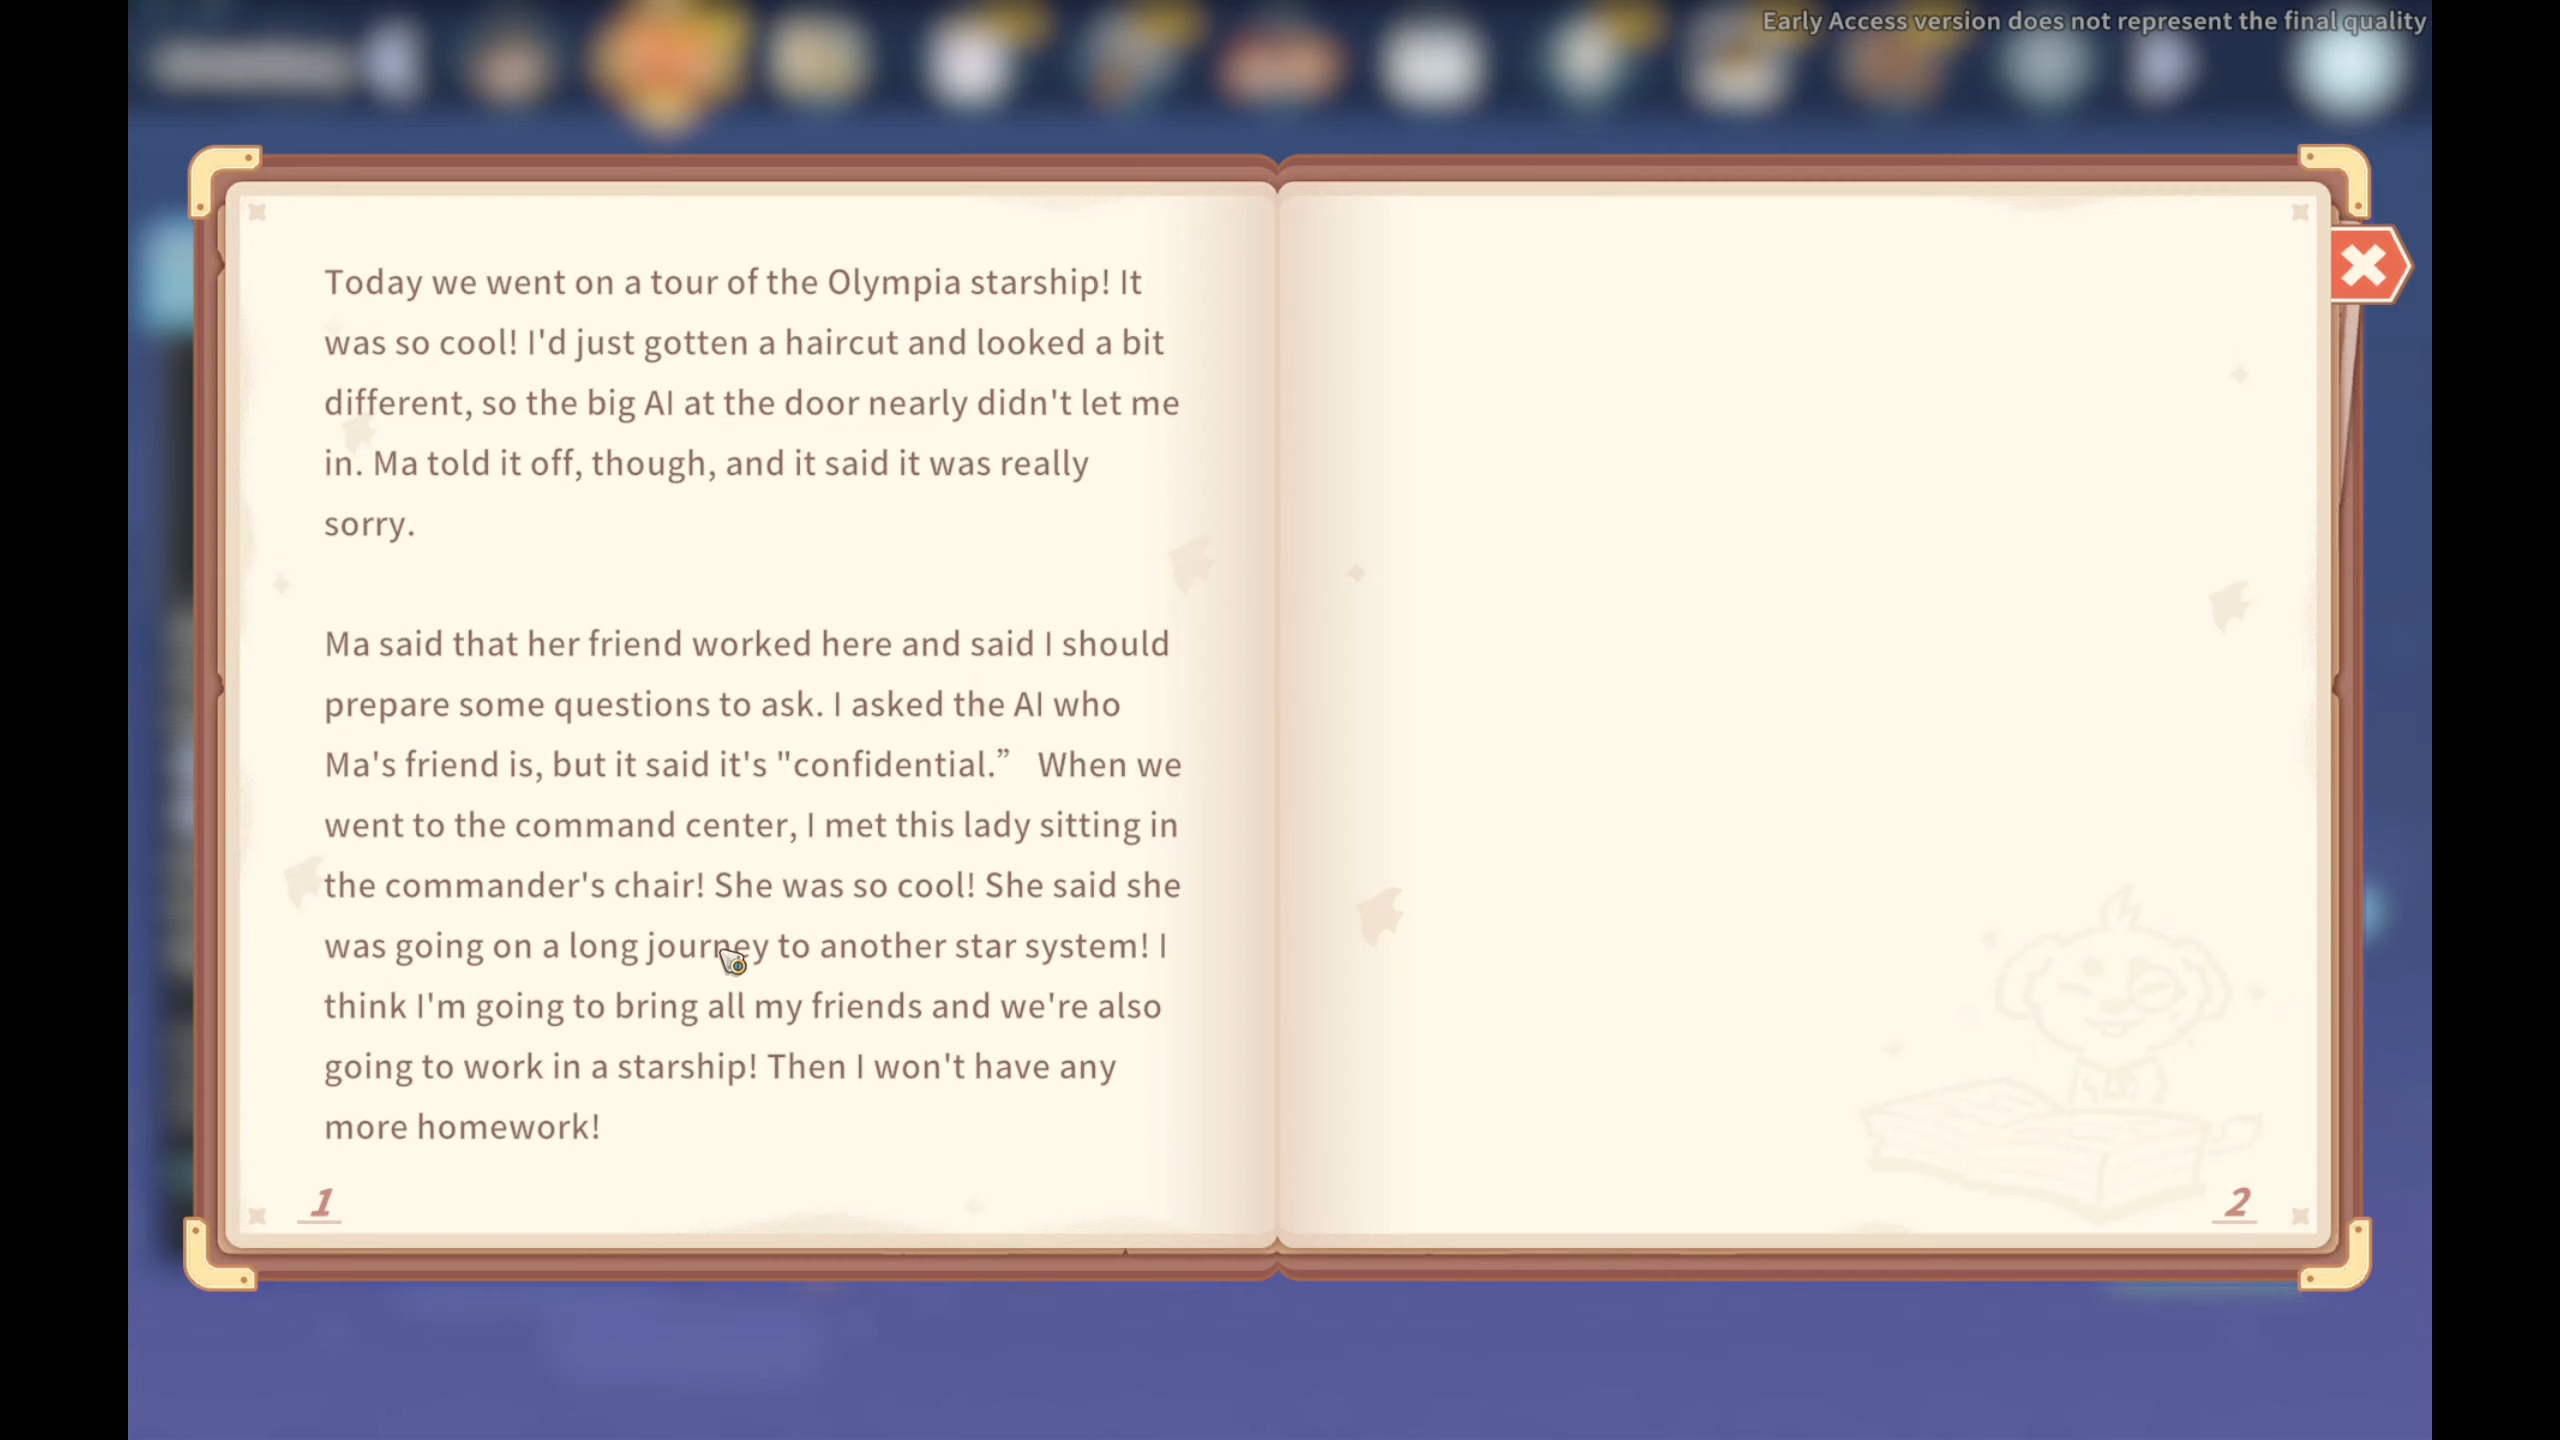 Early Access version does not represent the final quality
Today we went on a tour of the Olympia starship! It
was so cool! I'd just gotten a haircut and looked a bit
different, so the big AI at the door nearly didn't let me
in. Ma told it off, though, and it said it was really
sorry.
Ma said that her friend worked here and said I should
prepare some questions to ask. I asked the AI who
Ma's friend is, but it said it's "confidential.” When we
went to the command center, I met this lady sitting in
the commander's chair! She was so cool! She said she
was going on a long journey to another star system! I
think I'm going to bring all my friends and we're also
going to work in a starship! Then I won't have any
more homework!
1
2